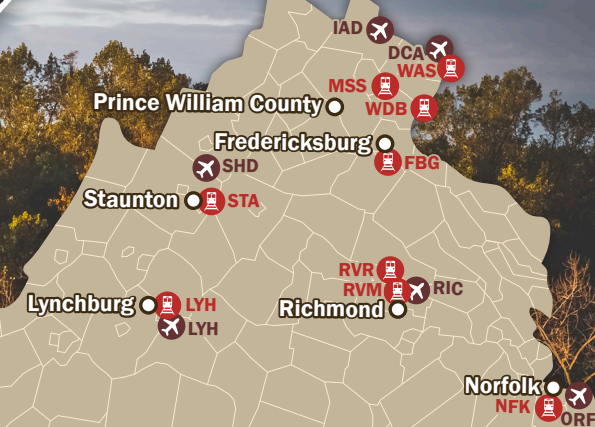 IAD
DCA
WAS
MSS
Prince William County
WDB
Fredericksburg
FBG
SHD
Staunton
STA
RVR
RVM
RIC
Lynchburg
LYH
LYH
Richmond
Norfolk
NFK
ORF